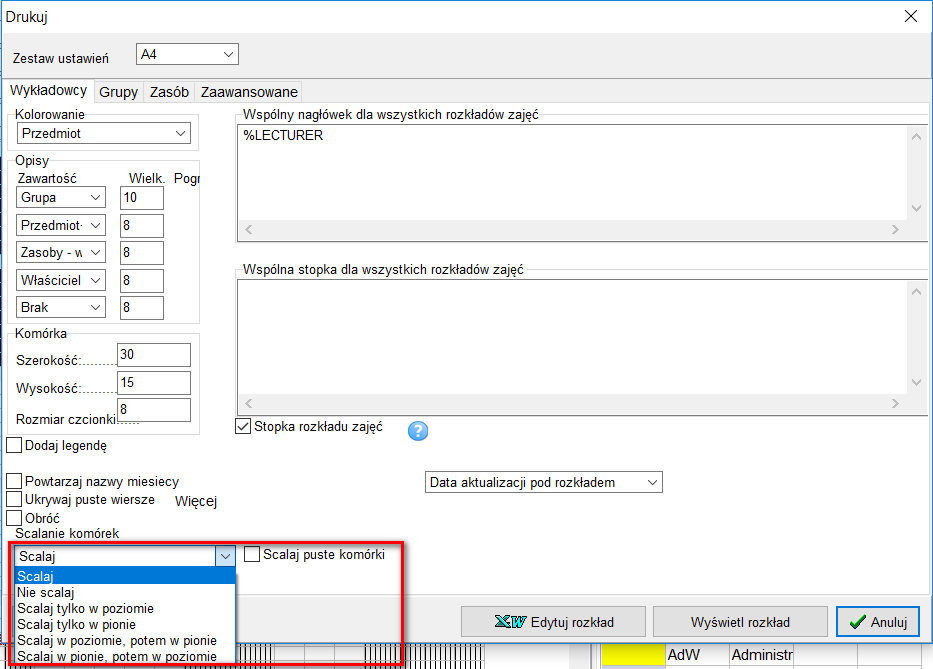 Drukuj
Zestaw ustawień
A4
Wykładowcy Grupy Zasób Zaawansowane
Kolorowanie
Przedmiot
Opisy
Zawartość Wielk. Pogr
Grupa 10
Przedmiot- 8
Zasoby - w 8
Właściciel 8
Brak 8
Komórka
Szerokość: 30
Wysokość: 15
Rozmiar czcionki 8
Dodaj legendę
Powtarzaj nazwy miesiecy
Ukrywaj puste wiersze Więcej
Obróć
Scalanie komórek
Scalaj
Scalaj puste komórki
Scalaj
Nie scalaj
Scalaj tylko w poziomie
Scalaj tylko w pionie
Scalaj w poziomie, potem w pionie
Scalaj w pionie, potem w poziomie
Wspólny nagłówek dla wszystkich rozkładów zajęć
%LECTURER
Wspólna stopka dla wszystkich rozkładów zajęć
Stopka rozkładu zajęć
?
Data aktualizacji pod rozkładem
XW Edytuj rozkład
Wyświetl rozkład
Anuluj
AdW Administr